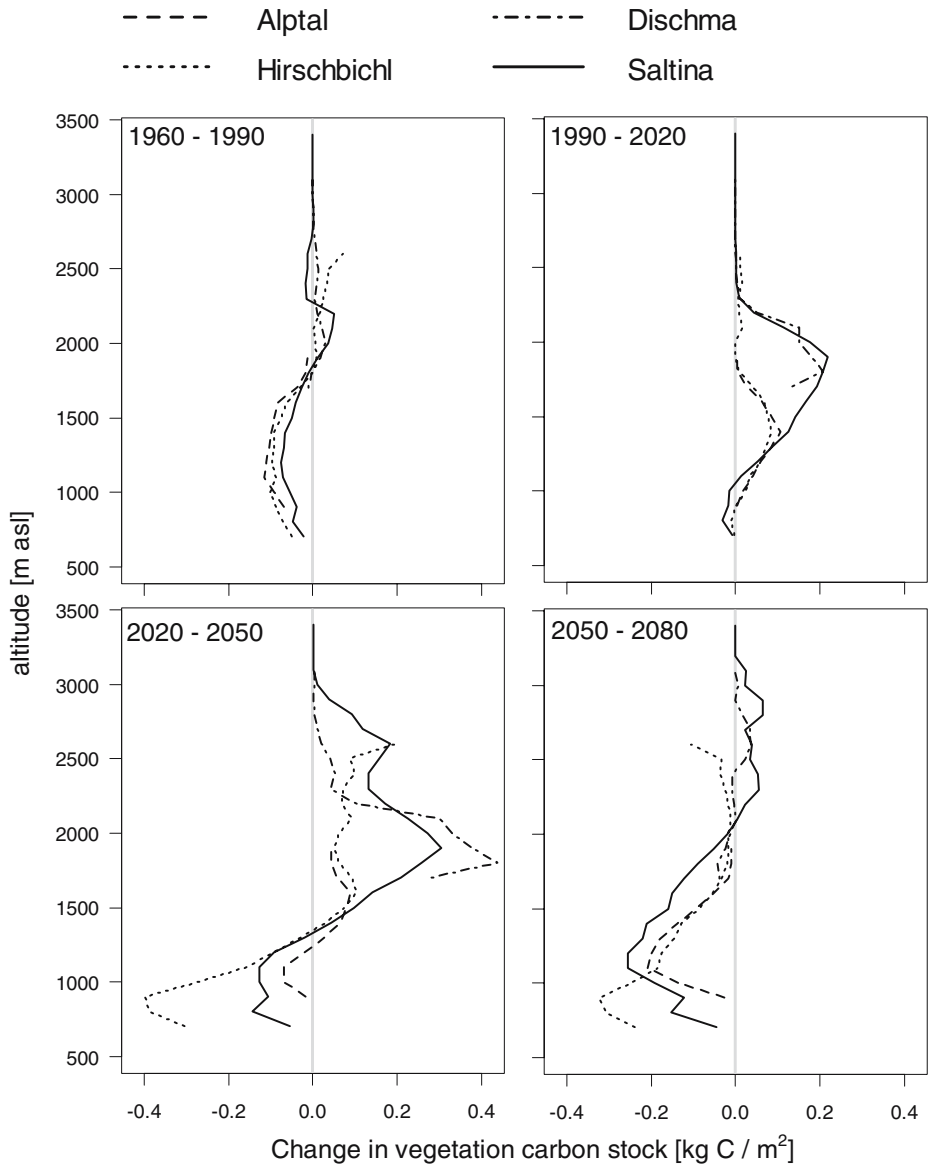 Alptal
Dischma
Hirschbichl
Saltina
1960 - 1990
1990 - 2020
3500
3000
2500
2000
1500
1000
500
2020 - 2050
2050 - 2080
3500
3000
2500
2000
1500
1000
500
altitude [m asl]
-0.4 -0.2 0.0 0.2 0.4
-0.4 -0.2 0.0 0.2 0.4
Change in vegetation carbon stock [kg C / m²]